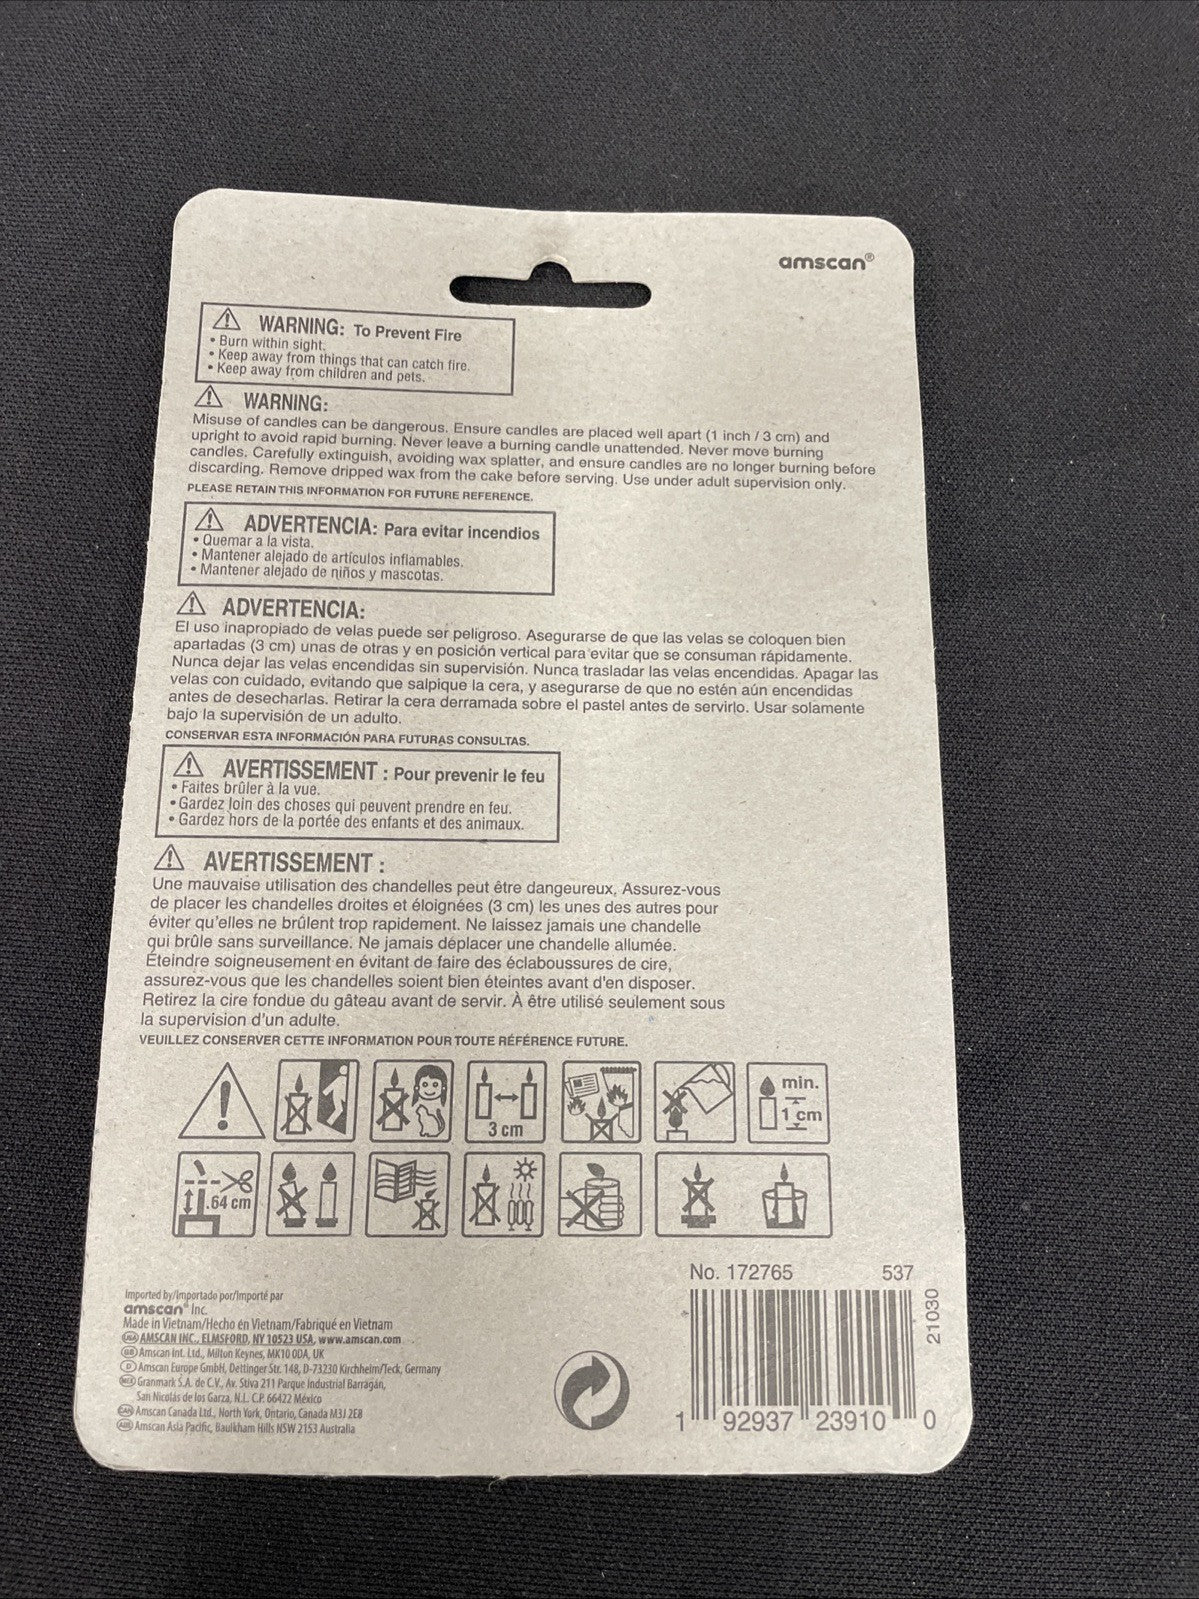 amscan®
WARNING: To Prevent Fire
• Burn within sight.
• Keep away from things that can catch fire.
• Keep away from children and pets.
WARNING:
Misuse of candles can be dangerous. Ensure candles are placed well apart (1 inch / 3 cm) and
upright to avoid rapid burning. Never leave a burning candle unattended. Never move burning
candles. Carefully extinguish, avoiding wax splatter, and ensure candles are no longer burning before
discarding. Remove dripped wax from the cake before serving. Use under adult supervision only.
PLEASE RETAIN THIS INFORMATION FOR FUTURE REFERENCE.
ADVERTENCIA: Para evitar incendios
• Quemar a la vista.
• Mantener alejado de artículos inflamables.
• Mantener alejado de niños y mascotas.
ADVERTENCIA:
El uso inapropiado de velas puede ser peligroso. Asegurarse de que las velas se coloquen bien
apartadas (3 cm) unas de otras y en posición vertical para evitar que se consuman rápidamente.
Nunca dejar las velas encendidas sin supervisión. Nunca trasladar las velas encendidas. Apagar las
velas con cuidado, evitando que salpique la cera, y asegurarse de que no estén aún encendidas
antes de desecharlas. Retirar la cera derramada sobre el pastel antes de servirlo. Usar solamente
bajo la supervisión de un adulto.
CONSERVAR ESTA INFORMACIÓN PARA FUTURAS CONSULTAS.
AVERTISSEMENT : Pour prevenir le feu
• Faites brûler à la vue.
• Gardez loin des choses qui peuvent prendre en feu.
• Gardez hors de la portée des enfants et des animaux.
AVERTISSEMENT :
Une mauvaise utilisation des chandelles peut être dangeureux, Assurez-vous
de placer les chandelles droites et éloignées (3 cm) les unes des autres pour
éviter qu'elles ne brûlent trop rapidement. Ne laissez jamais une chandelle
qui brûle sans surveillance. Ne jamais déplacer une chandelle allumée.
Éteindre soigneusement en évitant de faire des éclaboussures de cire,
assurez-vous que les chandelles soient bien éteintes avant d'en disposer.
Retirez la cire fondue du gâteau avant de servir. À être utilisé seulement sous
la supervision d'un adulte.
VEUILLEZ CONSERVER CETTE INFORMATION POUR TOUTE RÉFÉRENCE FUTURE.
3 cm
min.
1 cm
.64 cm
No. 172765 537
21030
1 92937 23910 0
Imported by/Importado por/Importé par
amscan® Inc.
Made in Vietnam/Hecho en Vietnam/Fabriqué en Vietnam
USA AMSCAN INC., ELMSFORD, NY 10523 USA, www.amscan.com
GB Amscan Int. Ltd., Milton Keynes, MK10 0DA, UK
D Amscan Europe GmbH, Dettinger Str. 148, D-73230 Kirchheim/Teck, Germany
MEX Granmark S.A. de C.V., Av. Stiva 211 Parque Industrial Barragán,
San Nicolás de los Garza, N.L. C.P. 66422 México
CAN Amscan Canada Ltd., North York, Ontario, Canada M3J 2E8
AUS Amscan Asia Pacific, Baulkham Hills NSW 2153 Australia